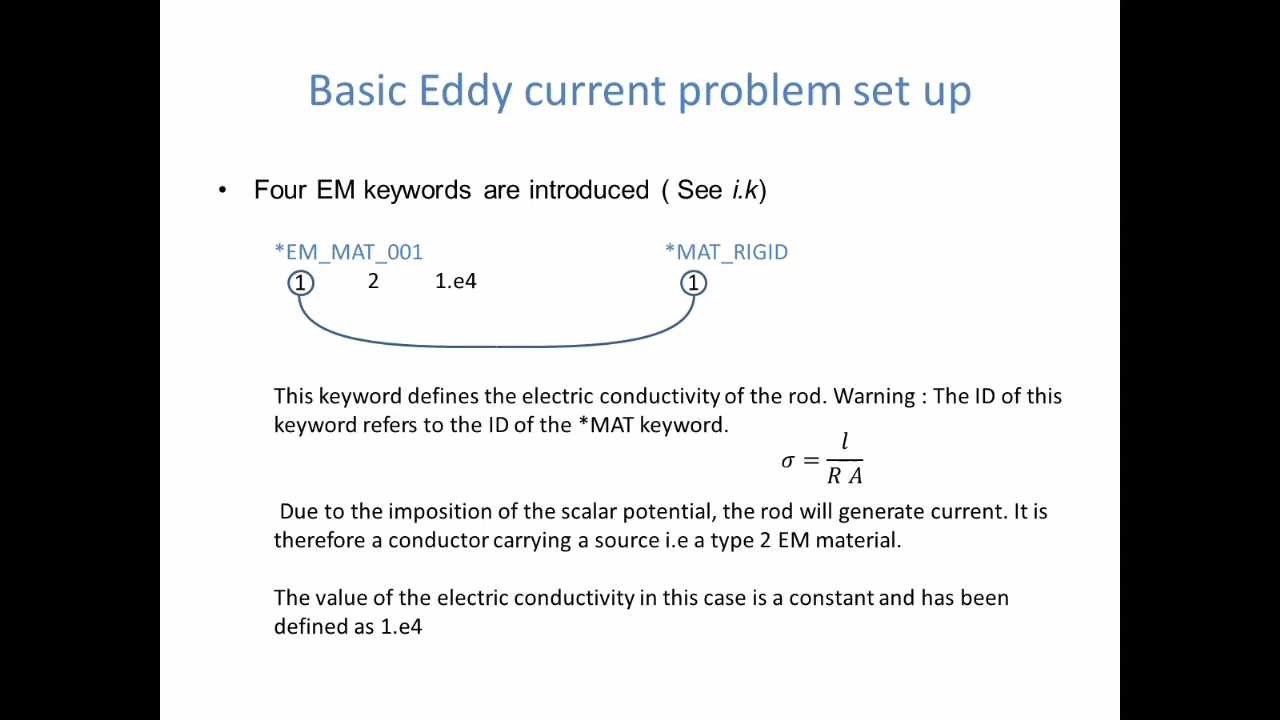 Basic Eddy current problem set up
• Four EM keywords are introduced ( See i.k)
*EM_MAT_001 *MAT_RIGID
1 2 1.e4 1
This keyword defines the electric conductivity of the rod. Warning : The ID of this
keyword refers to the ID of the *MAT keyword.
σ = l / R A
Due to the imposition of the scalar potential, the rod will generate current. It is
therefore a conductor carrying a source i.e a type 2 EM material.
The value of the electric conductivity in this case is a constant and has been
defined as 1.e4